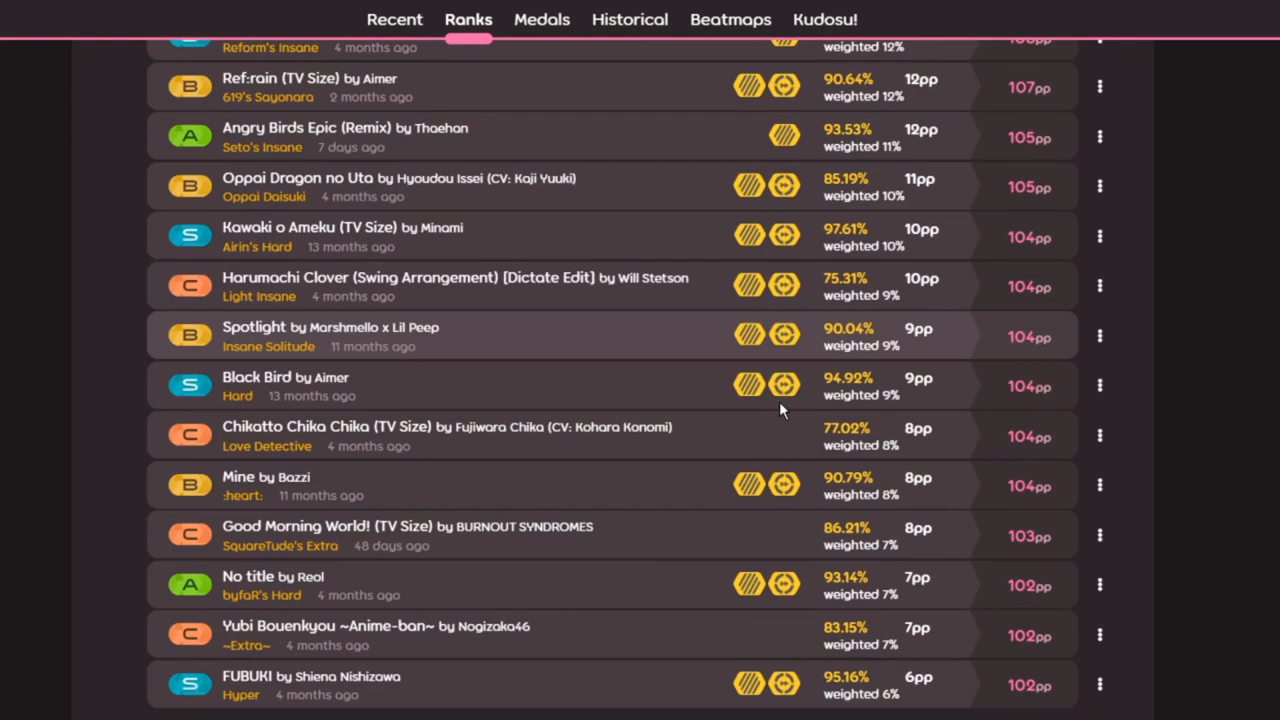 Recent Ranks Medals Historical Beatmaps Kudosu!
Reform's Insane 4 months ago weighted 12%
B Ref:rain (TV Size) by Aimer 90.64% 12pp 107pp
619's Sayonara 2 months ago weighted 12%
A Angry Birds Epic (Remix) by Thaehan 93.53% 12pp 105pp
Seto's Insane 7 days ago weighted 11%
B Oppai Dragon no Uta by Hyoudou Issei (CV: Kaji Yuuki) 85.19% 11pp 105pp
Oppai Daisuki 4 months ago weighted 10%
S Kawaki o Ameku (TV Size) by Minami 97.61% 10pp 104pp
Airin's Hard 13 months ago weighted 10%
C Harumachi Clover (Swing Arrangement) [Dictate Edit] by Will Stetson 75.31% 10pp 104pp
Light Insane 4 months ago weighted 9%
B Spotlight by Marshmello x Lil Peep 90.04% 9pp 104pp
Insane Solitude 11 months ago weighted 9%
S Black Bird by Aimer 94.92% 9pp 104pp
Hard 13 months ago weighted 9%
C Chikatto Chika Chika (TV Size) by Fujiwara Chika (CV: Kohara Konomi) 77.02% 8pp 104pp
Love Detective 4 months ago weighted 8%
B Mine by Bazzi 90.79% 8pp 104pp
:heart: 11 months ago weighted 8%
C Good Morning World! (TV Size) by BURNOUT SYNDROMES 86.21% 8pp 103pp
SquareTude's Extra 48 days ago weighted 7%
A No title by Reol 93.14% 7pp 102pp
byfaR's Hard 4 months ago weighted 7%
C Yubi Bouenkyou ~Anime-ban~ by Nogizaka46 83.15% 7pp 102pp
~Extra~ 4 months ago weighted 7%
S FUBUKI by Shiena Nishizawa 95.16% 6pp 102pp
Hyper 4 months ago weighted 6%